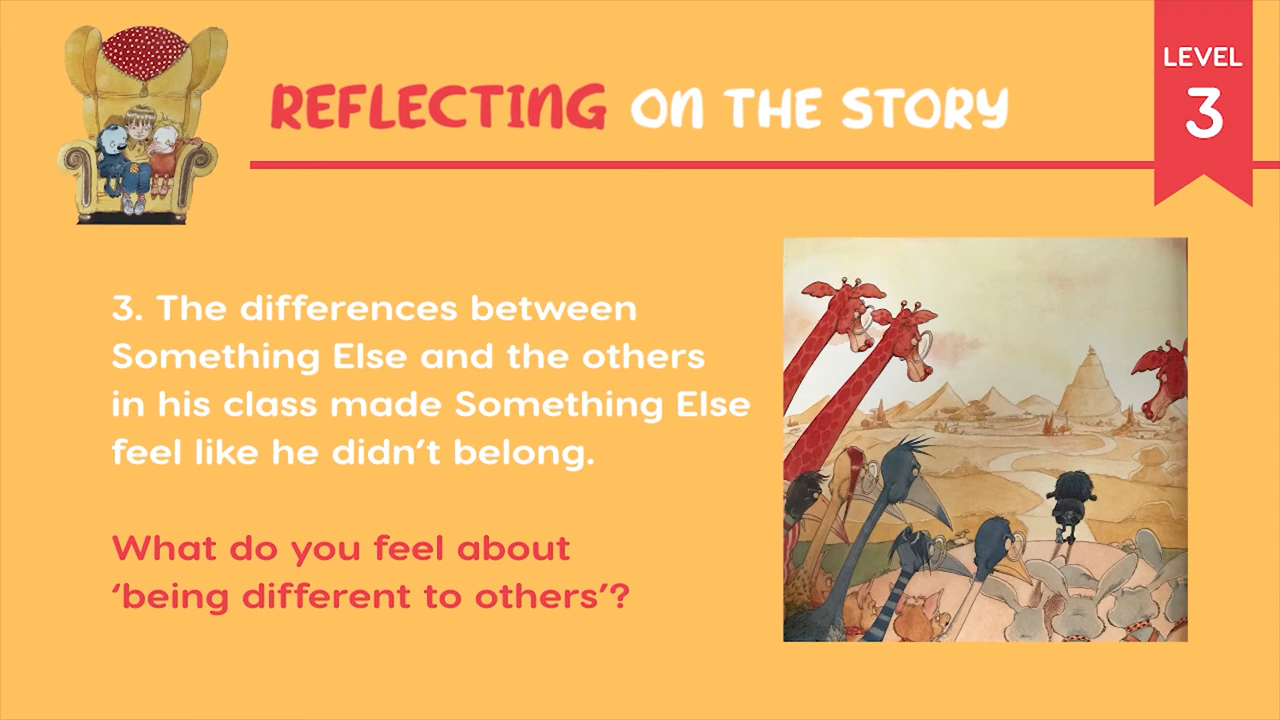 REFLECTING ON THE STORY
LEVEL
3
3. The differences between
Something Else and the others
in his class made Something Else
feel like he didn’t belong.
What do you feel about
‘being different to others’?